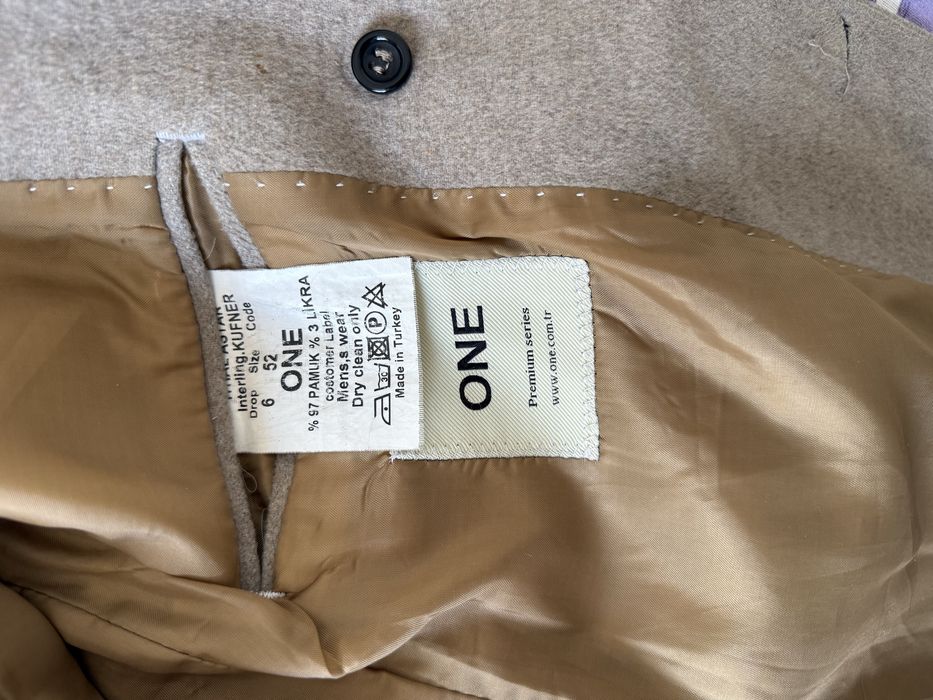 Interling.KUFNER
Drop Size Code
6 52
ONE
% 97 PAMUK % 3 LİKRA
costomer Label
Mens,s wear
Dry clean only
30 P
Made in Turkey
ONE
Premium series
www.one.com.tr